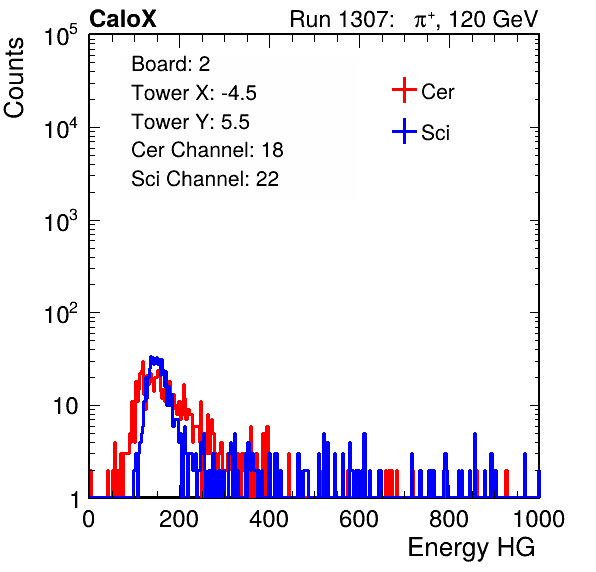 CaloX Run 1307: π⁺, 120 GeV
Counts
Board: 2
Tower X: -4.5
Tower Y: 5.5
Cer Channel: 18
Sci Channel: 22
Cer
Sci
10⁵
10⁴
10³
10²
10
1
0 200 400 600 800 1000
Energy HG